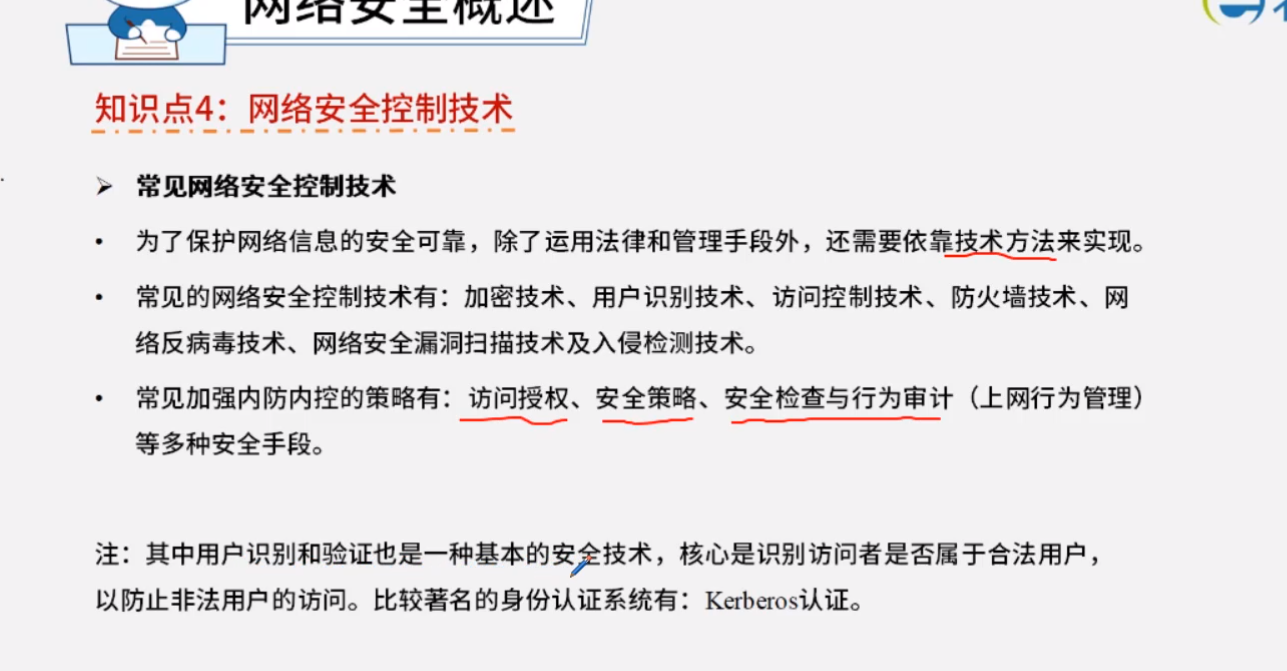 网络安全概述
知识点4：网络安全控制技术
➢ 常见网络安全控制技术
• 为了保护网络信息的安全可靠，除了运用法律和管理手段外，还需要依靠技术方法来实现。
• 常见的网络安全控制技术有：加密技术、用户识别技术、访问控制技术、防火墙技术、网
络反病毒技术、网络安全漏洞扫描技术及入侵检测技术。
• 常见加强内防内控的策略有：访问授权、安全策略、安全检查与行为审计（上网行为管理）
等多种安全手段。
注：其中用户识别和验证也是一种基本的安全技术，核心是识别访问者是否属于合法用户，
以防止非法用户的访问。比较著名的身份认证系统有：Kerberos认证。